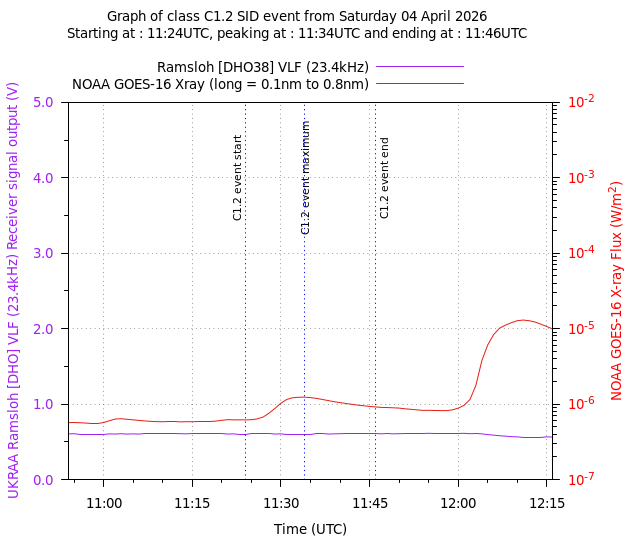 Graph of class C1.2 SID event from Saturday 04 April 2026
Starting at : 11:24UTC, peaking at : 11:34UTC and ending at : 11:46UTC
Ramsloh [DHO38] VLF (23.4kHz)
NOAA GOES-16 Xray (long = 0.1nm to 0.8nm)
UKRAA Ramsloh [DHO] VLF (23.4kHz) Receiver signal output (V)
5.0
4.0
3.0
2.0
1.0
0.0
C1.2 event start
C1.2 event maximum
C1.2 event end
10^-2
10^-3
10^-4
10^-5
10^-6
10^-7
NOAA GOES-16 X-ray Flux (W/m²)
11:00 11:15 11:30 11:45 12:00 12:15
Time (UTC)